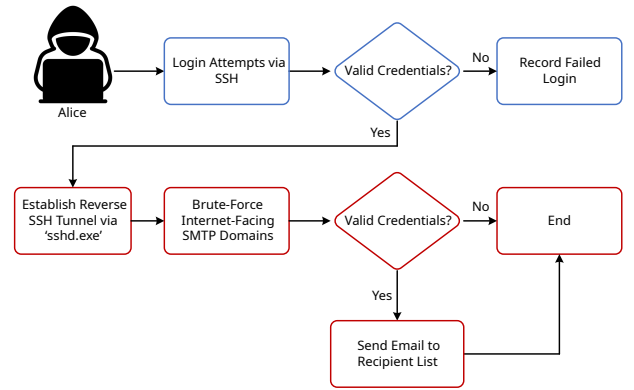 Alice
Login Attempts via
SSH
Valid Credentials?
No
Record Failed
Login
Yes
Establish Reverse
SSH Tunnel via
‘sshd.exe’
Brute-Force
Internet-Facing
SMTP Domains
Valid Credentials?
No
End
Yes
Send Email to
Recipient List